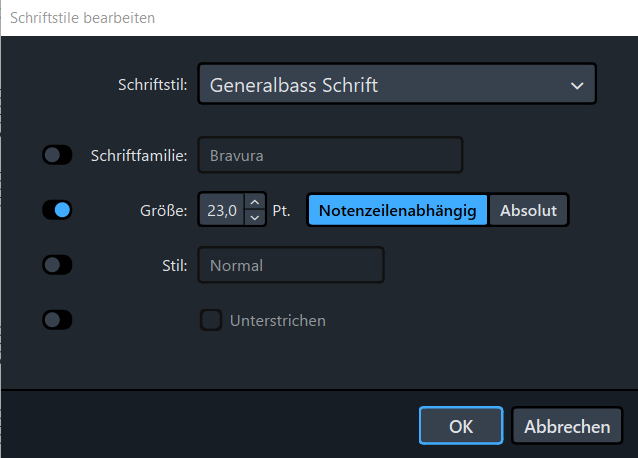 Schriftstile bearbeiten
Schriftstil: Generalbass Schrift
Schriftfamilie: Bravura
Größe: 23,0 Pt. Notenzeilenabhängig Absolut
Stil: Normal
Unterstrichen
OK Abbrechen